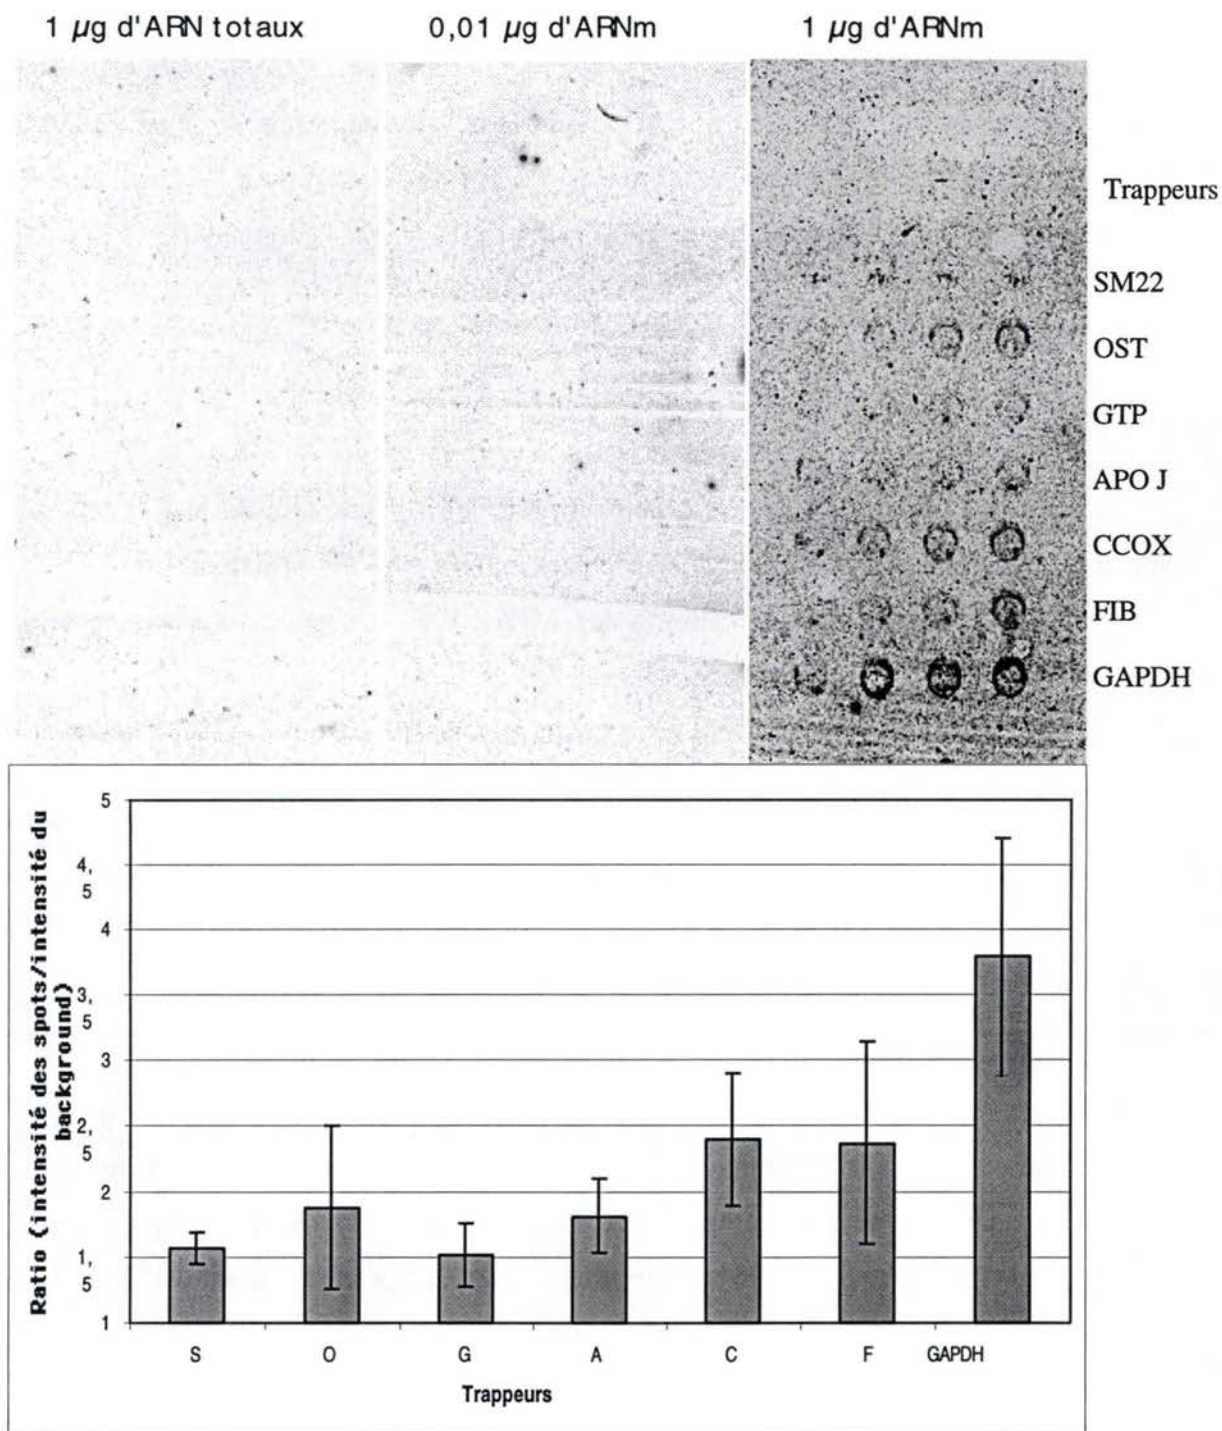 1 µg d'ARN totaux
0,01 µg d'ARNm
1 µg d'ARNm
Trappeurs
SM22
OST
GTP
APO J
CCOX
FIB
GAPDH
Ratio (intensité des spots/intensité du
background)
5
4,
5
4
3,
5
3
2,
5
2
1,
5
1
S
O
G
A
C
F
GAPDH
Trappeurs